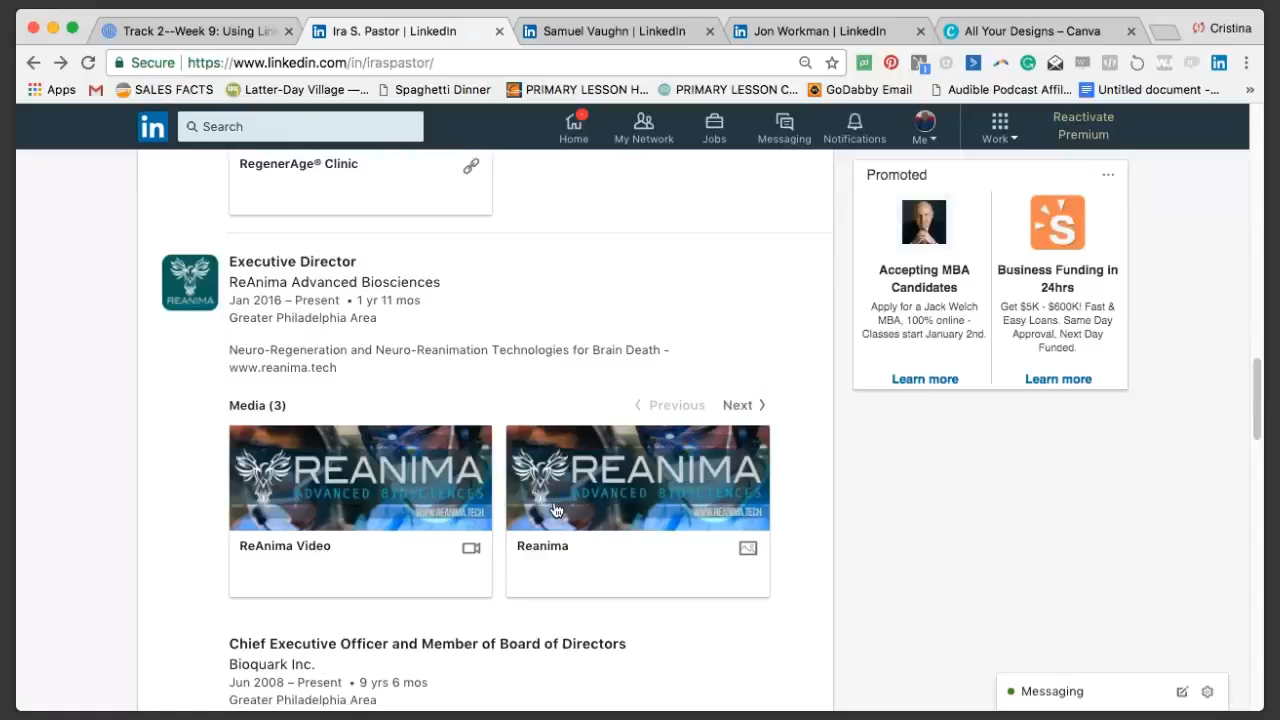 Track 2--Week 9: Using Lin
Ira S. Pastor | LinkedIn
Samuel Vaughn | LinkedIn
Jon Workman | LinkedIn
All Your Designs – Canva
Cristina
Secure
https://www.linkedin.com/in/iraspastor/
Apps
SALES FACTS
Latter-Day Village —...
Spaghetti Dinner
PRIMARY LESSON H...
PRIMARY LESSON C...
GoDabby Email
Audible Podcast Affil...
Untitled document -...
»
in
Search
Home
My Network
Jobs
Messaging
Notifications
Me
Work
Reactivate
Premium
RegenerAge® Clinic
REANIMA
Executive Director
ReAnima Advanced Biosciences
Jan 2016 – Present • 1 yr 11 mos
Greater Philadelphia Area
Neuro-Regeneration and Neuro-Reanimation Technologies for Brain Death -
www.reanima.tech
Media (3)
Previous
Next
REANIMA
ADVANCED BIOSCIENCES
WWW.REANIMA.TECH
ReAnima Video
REANIMA
ADVANCED BIOSCIENCES
WWW.REANIMA.TECH
Reanima
Chief Executive Officer and Member of Board of Directors
Bioquark Inc.
Jun 2008 – Present • 9 yrs 6 mos
Greater Philadelphia Area
Promoted
...
Accepting MBA
Candidates
Apply for a Jack Welch
MBA, 100% online -
Classes start January 2nd.
Learn more
S
Business Funding in
24hrs
Get $5K - $600K! Fast &
Easy Loans. Same Day
Approval, Next Day
Funded.
Learn more
Messaging